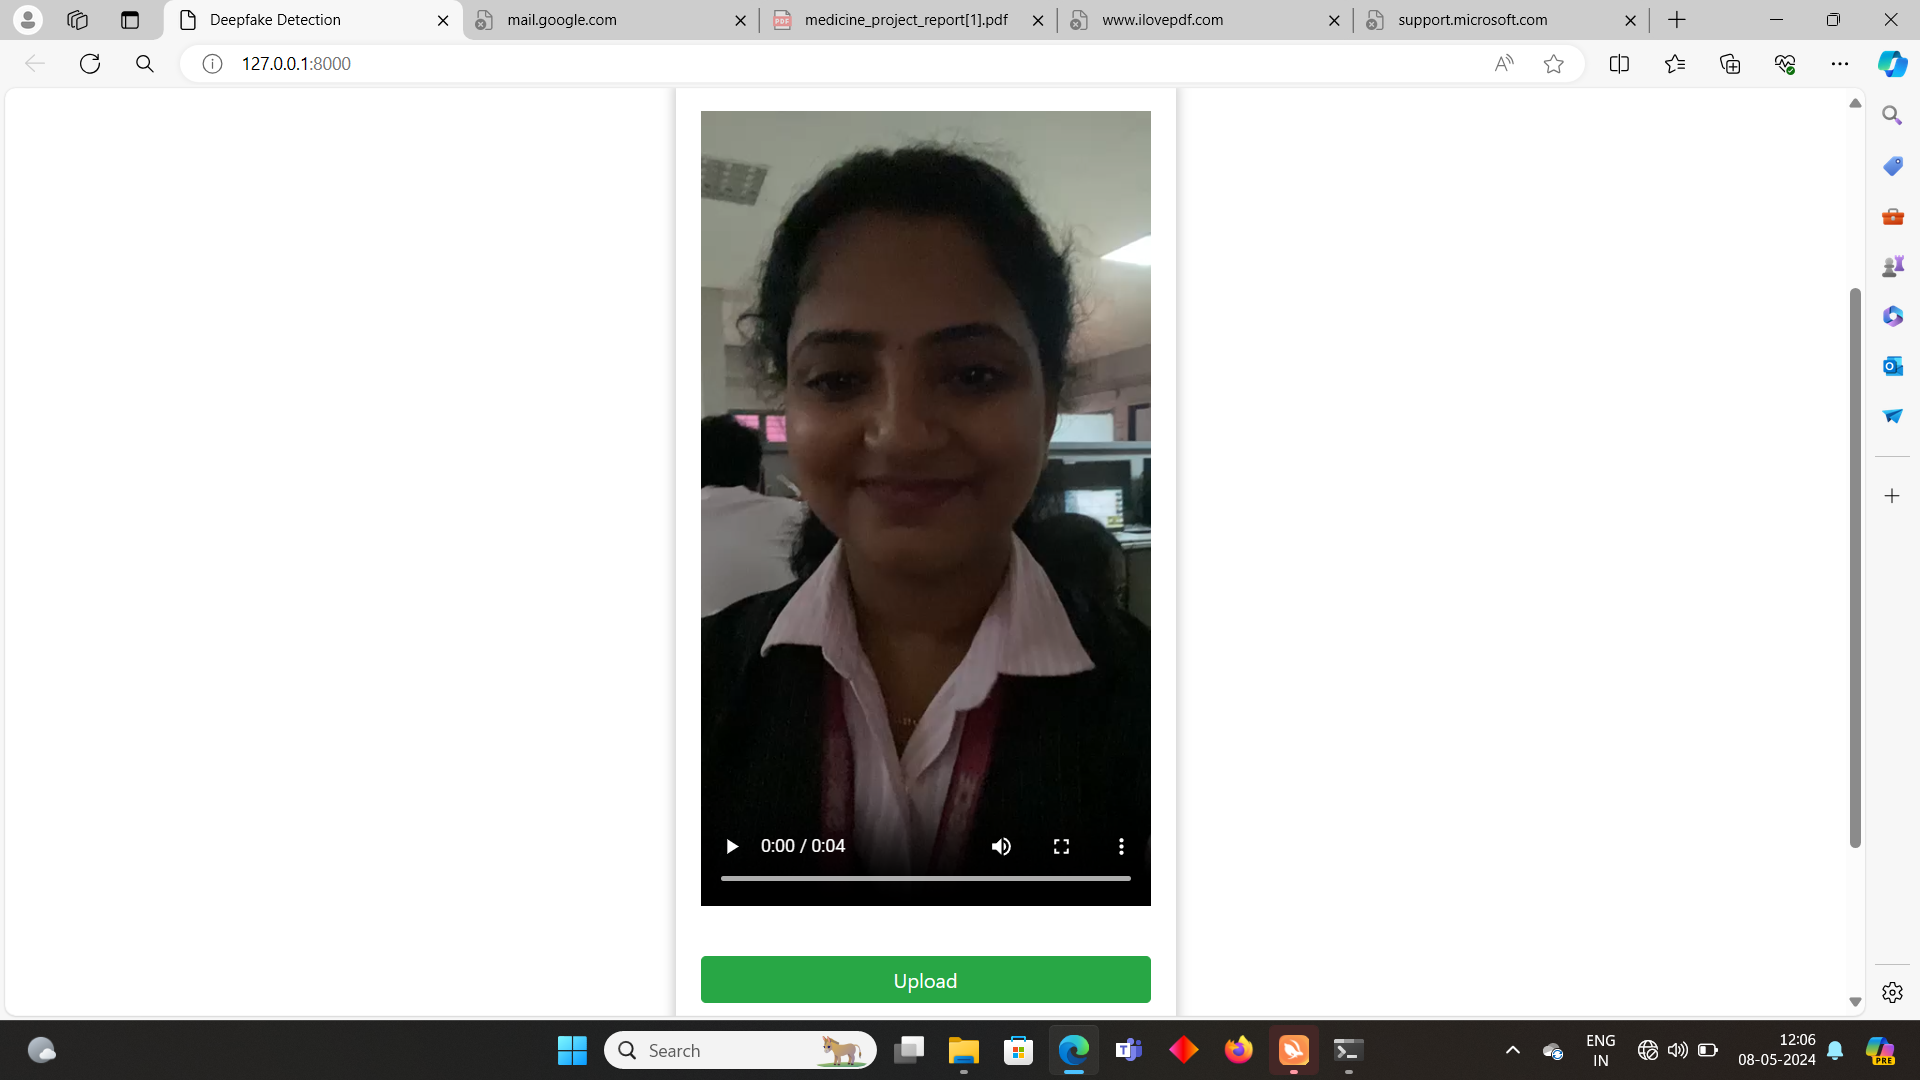 Deepfake Detection
mail.google.com
medicine_project_report[1].pdf
www.ilovepdf.com
support.microsoft.com
127.0.0.1:8000
0:00 / 0:04
Upload
Search
ENG
IN
12:06
08-05-2024
PRE